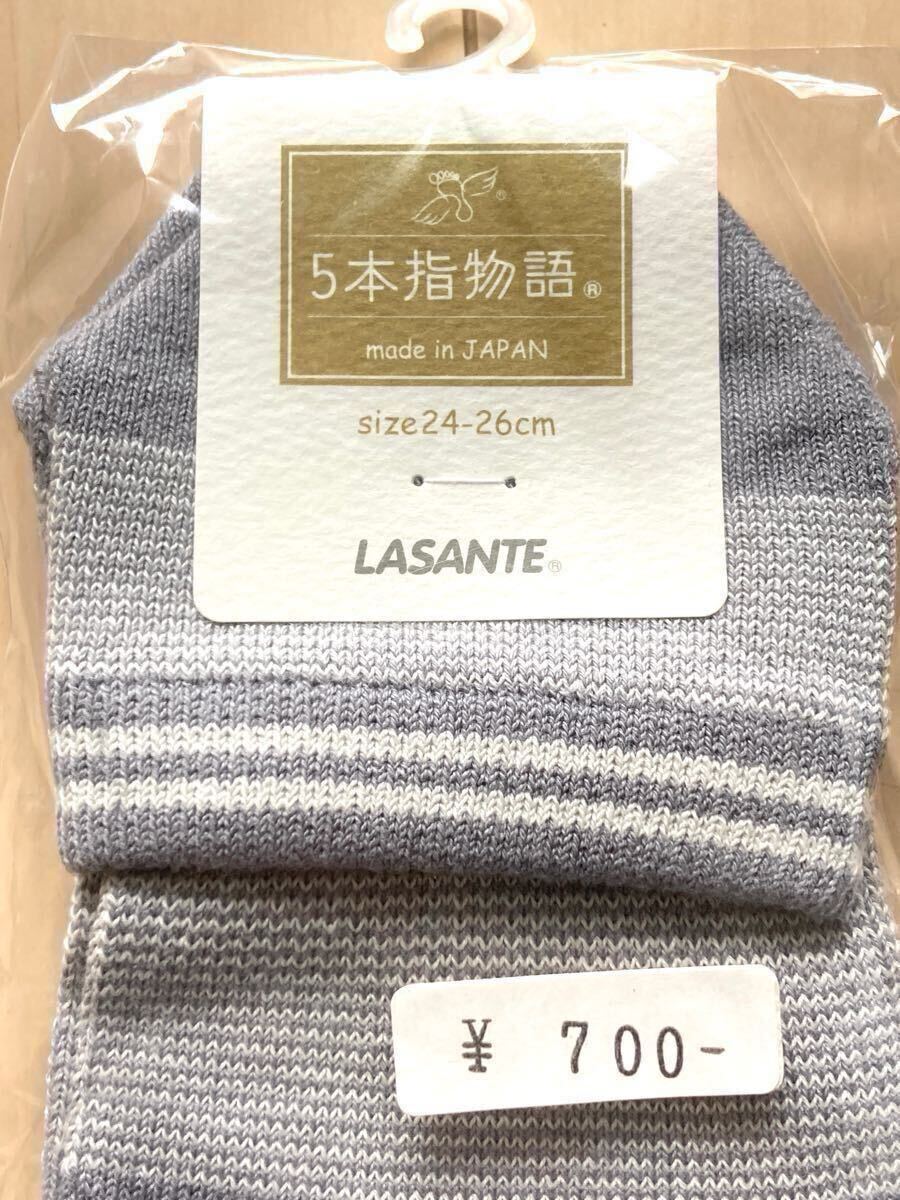 ®
5本指物語®
made in JAPAN
size24-26cm
LASANTE®
¥ 700-